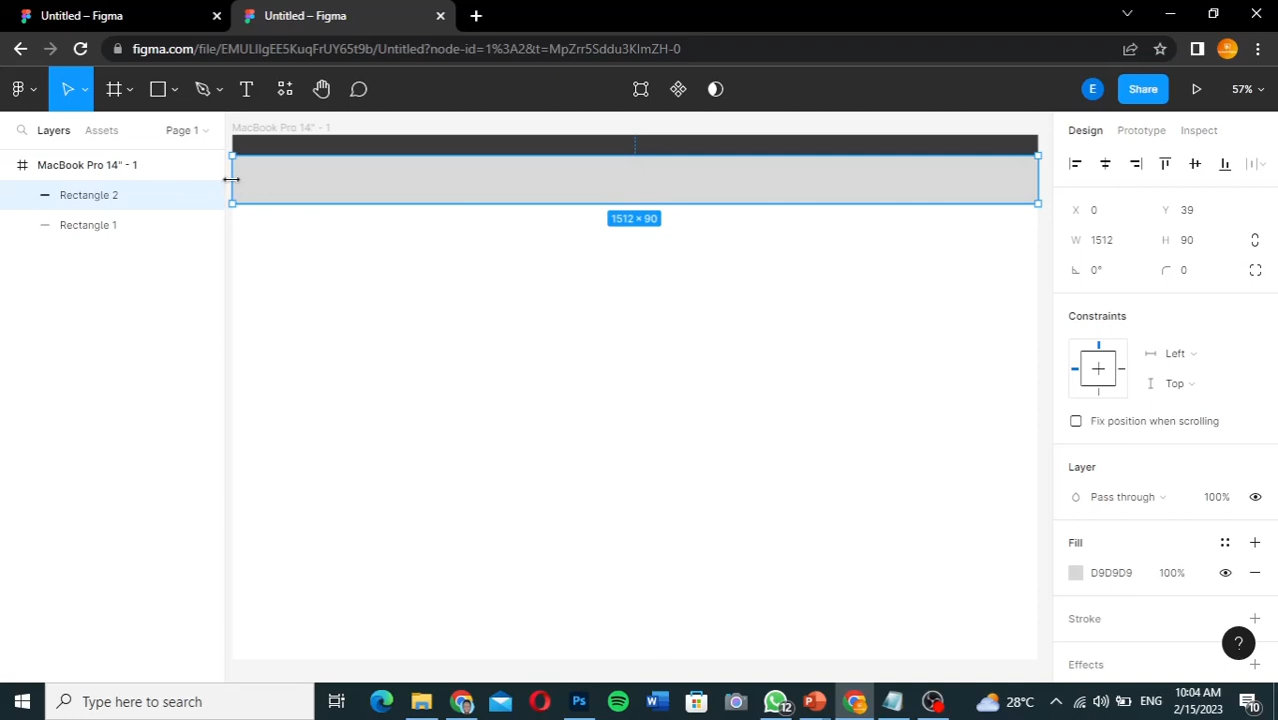 Untitled – Figma
Untitled – Figma
figma.com/file/EMULIlgEE5KuqFrUY65t9b/Untitled?node-id=1%3A2&t=MpZrr5Sddu3KlmZH-0
E
Share
57%
Layers
Assets
Page 1
MacBook Pro 14" - 1
Design
Prototype
Inspect
MacBook Pro 14" - 1
Rectangle 2
Rectangle 1
1512 × 90
X 0
Y 39
W 1512
H 90
0°
0
Constraints
Left
Top
Fix position when scrolling
Layer
Pass through
100%
Fill
D9D9D9
100%
Stroke
?
Effects
Type here to search
Ps
12
28°C
ENG
10:04 AM
2/15/2023
10